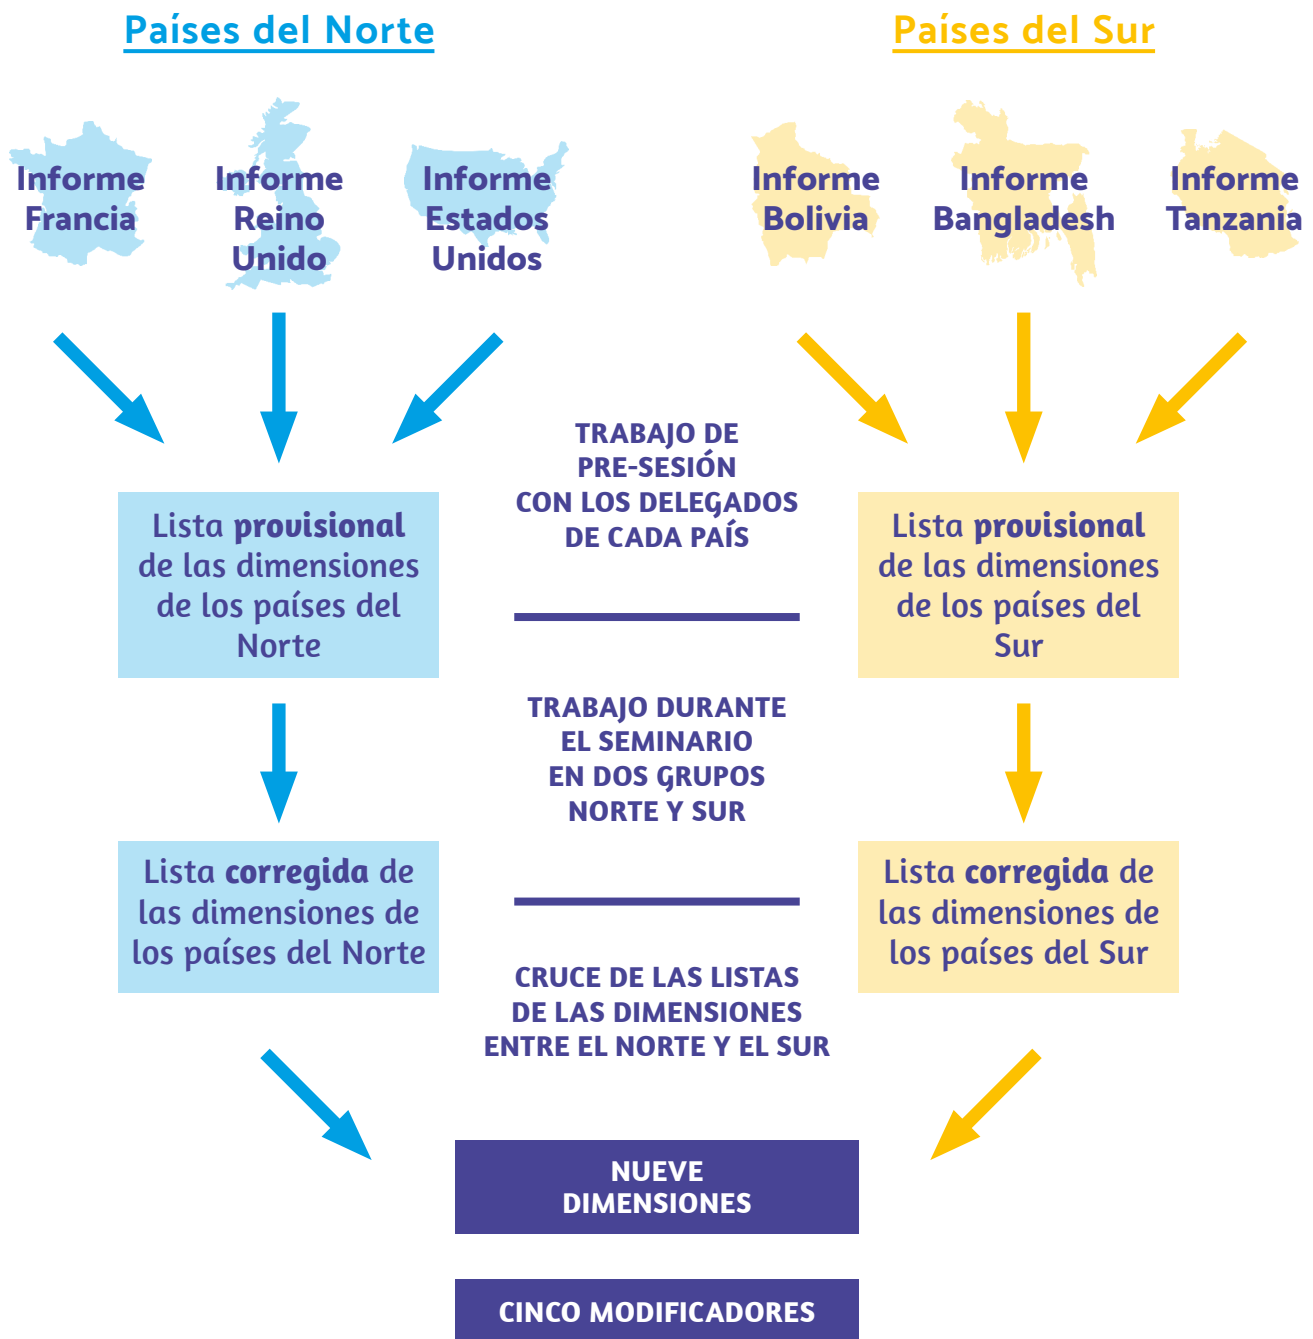 Países del Norte
Países del Sur
Informe
Francia
Informe
Reino
Unido
Informe
Estados
Unidos
Informe
Bolivia
Informe
Bangladesh
Informe
Tanzania
TRABAJO DE
PRE-SESIÓN
CON LOS DELEGADOS
DE CADA PAÍS
Lista provisional
de las dimensiones
de los países del
Norte
Lista provisional
de las dimensiones
de los países del
Sur
TRABAJO DURANTE
EL SEMINARIO
EN DOS GRUPOS
NORTE Y SUR
Lista corregida de
las dimensiones de
los países del Norte
Lista corregida de
las dimensiones de
los países del Sur
CRUCE DE LAS LISTAS
DE LAS DIMENSIONES
ENTRE EL NORTE Y EL SUR
NUEVE
DIMENSIONES
CINCO MODIFICADORES